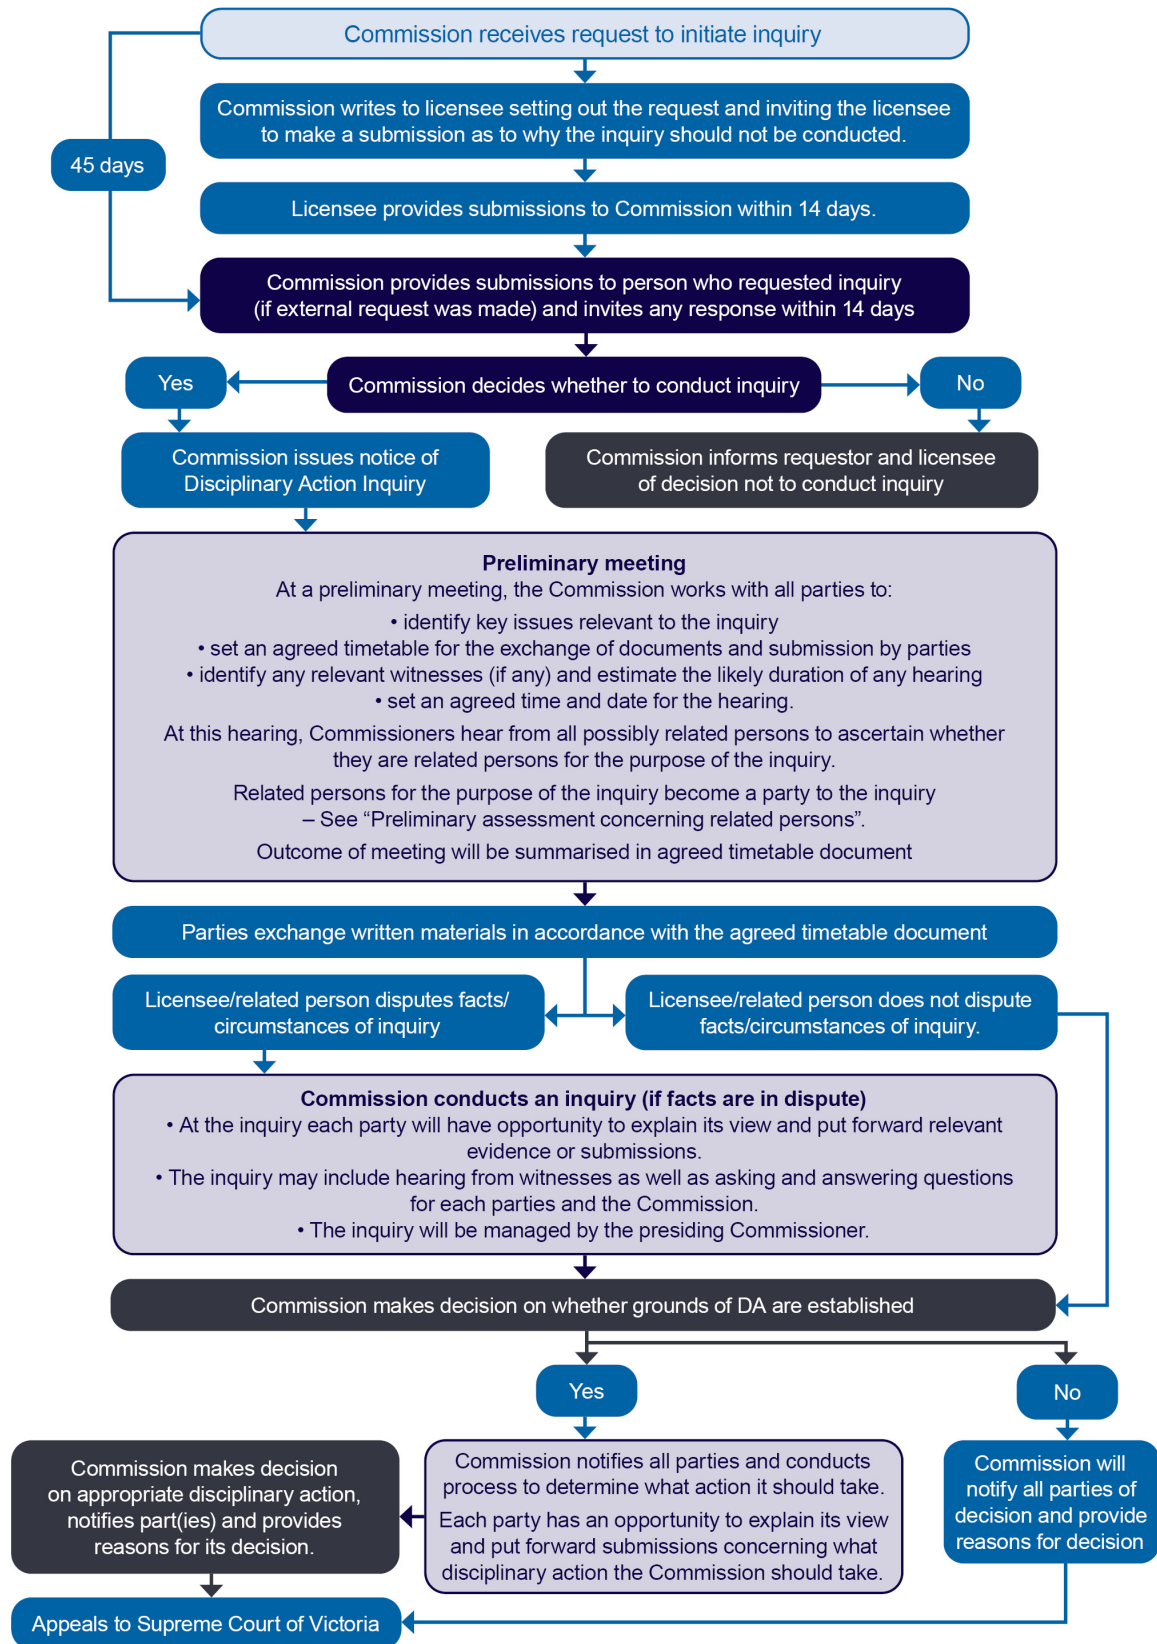 Commission receives request to initiate inquiry
Commission writes to licensee setting out the request and inviting the licensee
to make a submission as to why the inquiry should not be conducted.
45 days
Licensee provides submissions to Commission within 14 days.
Commission provides submissions to person who requested inquiry
(if external request was made) and invites any response within 14 days
Yes
Commission decides whether to conduct inquiry
No
Commission issues notice of
Disciplinary Action Inquiry
Commission informs requestor and licensee
of decision not to conduct inquiry
Preliminary meeting
At a preliminary meeting, the Commission works with all parties to:
• identify key issues relevant to the inquiry
• set an agreed timetable for the exchange of documents and submission by parties
• identify any relevant witnesses (if any) and estimate the likely duration of any hearing
• set an agreed time and date for the hearing.
At this hearing, Commissioners hear from all possibly related persons to ascertain whether
they are related persons for the purpose of the inquiry.
Related persons for the purpose of the inquiry become a party to the inquiry
– See “Preliminary assessment concerning related persons”.
Outcome of meeting will be summarised in agreed timetable document
Parties exchange written materials in accordance with the agreed timetable document
Licensee/related person disputes facts/
circumstances of inquiry
Licensee/related person does not dispute
facts/circumstances of inquiry.
Commission conducts an inquiry (if facts are in dispute)
• At the inquiry each party will have opportunity to explain its view and put forward relevant
evidence or submissions.
• The inquiry may include hearing from witnesses as well as asking and answering questions
for each parties and the Commission.
• The inquiry will be managed by the presiding Commissioner.
Commission makes decision on whether grounds of DA are established
Yes
No
Commission makes decision
on appropriate disciplinary action,
notifies part(ies) and provides
reasons for its decision.
Commission notifies all parties and conducts
process to determine what action it should take.
Each party has an opportunity to explain its view
and put forward submissions concerning what
disciplinary action the Commission should take.
Commission will
notify all parties of
decision and provide
reasons for decision
Appeals to Supreme Court of Victoria